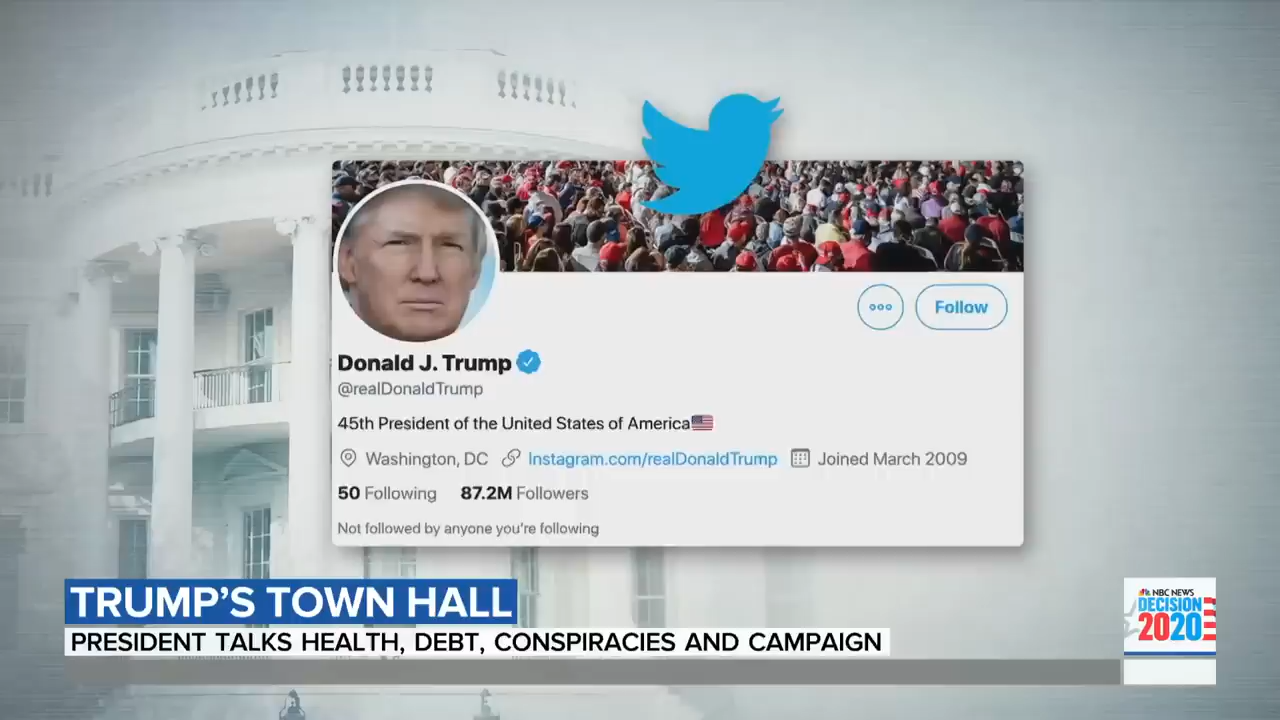 Follow
Donald J. Trump
@realDonaldTrump
45th President of the United States of America🇺🇸
Washington, DC Instagram.com/realDonaldTrump Joined March 2009
50 Following 87.2M Followers
Not followed by anyone you're following
TRUMP'S TOWN HALL
PRESIDENT TALKS HEALTH, DEBT, CONSPIRACIES AND CAMPAIGN
NBC NEWS
DECISION
2020